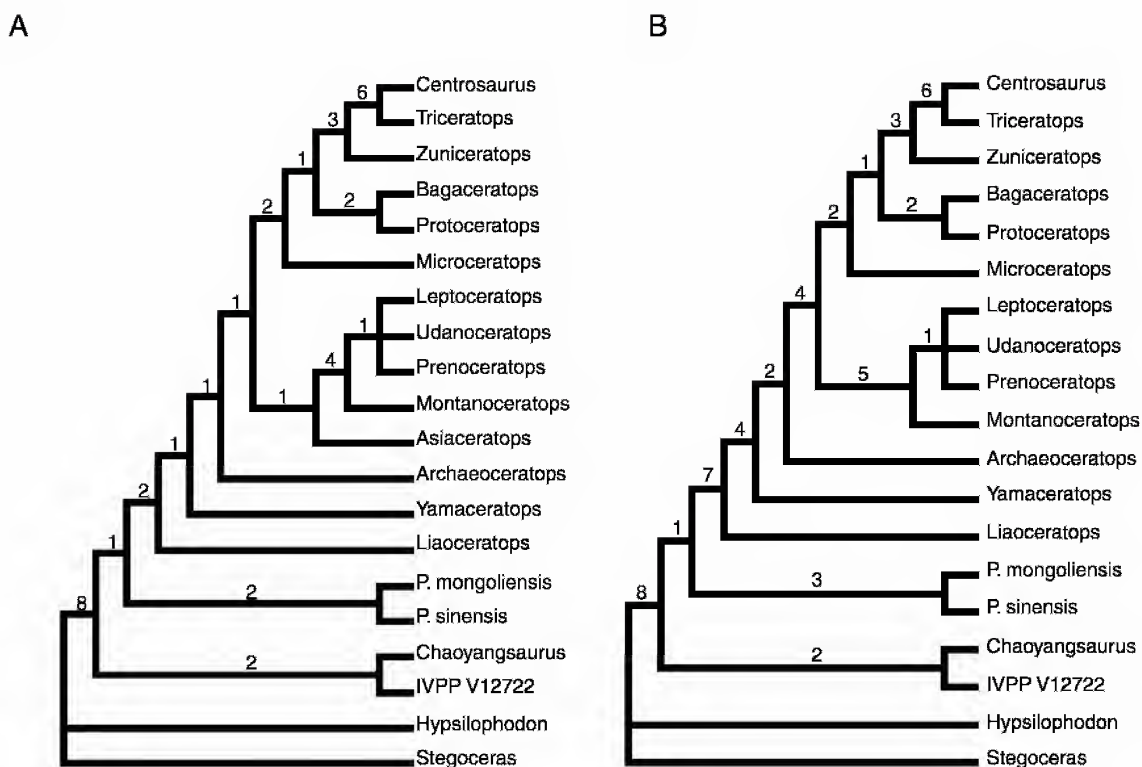 A
6
Centrosaurus
3
Triceratops
1
Zuniceratops
2
Bagaceratops
2
Protoceratops
Microceratops
1
Leptoceratops
1
Udanoceratops
4
Prenoceratops
1
1
Montanoceratops
Asiaceratops
1
Archaeoceratops
2
Yamaceratops
1
Liaoceratops
2
P. mongoliensis
8
P. sinensis
2
Chaoyangsaurus
IVPP V12722
Hypsilophodon
Stegoceras
B
6
Centrosaurus
3
Triceratops
1
Zuniceratops
2
Bagaceratops
2
Protoceratops
Microceratops
4
Leptoceratops
1
Udanoceratops
2
5
Prenoceratops
Montanoceratops
4
Archaeoceratops
7
Yamaceratops
1
Liaoceratops
3
P. mongoliensis
8
P. sinensis
2
Chaoyangsaurus
IVPP V12722
Hypsilophodon
Stegoceras